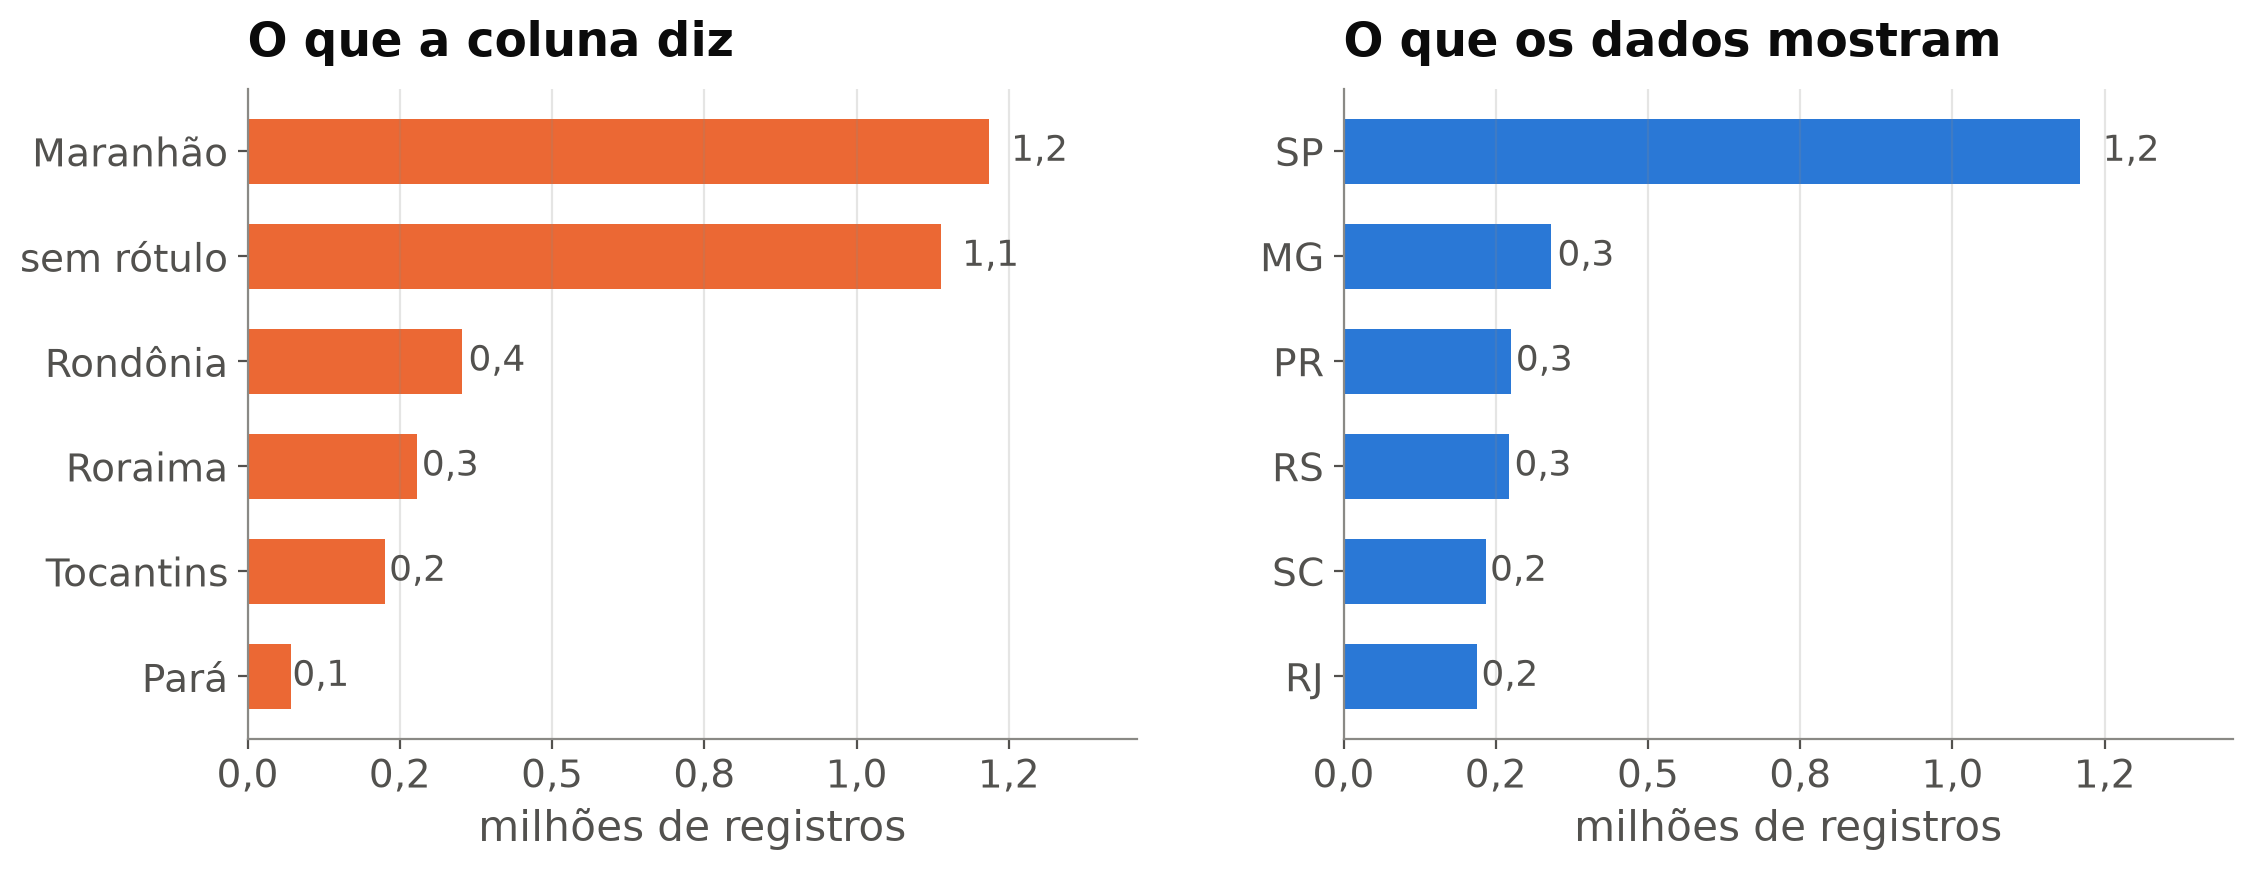 O que a coluna diz
Maranhão 1,2
sem rótulo 1,1
Rondônia 0,4
Roraima 0,3
Tocantins 0,2
Pará 0,1
0,0 0,2 0,5 0,8 1,0 1,2
milhões de registros
O que os dados mostram
SP 1,2
MG 0,3
PR 0,3
RS 0,3
SC 0,2
RJ 0,2
0,0 0,2 0,5 0,8 1,0 1,2
milhões de registros